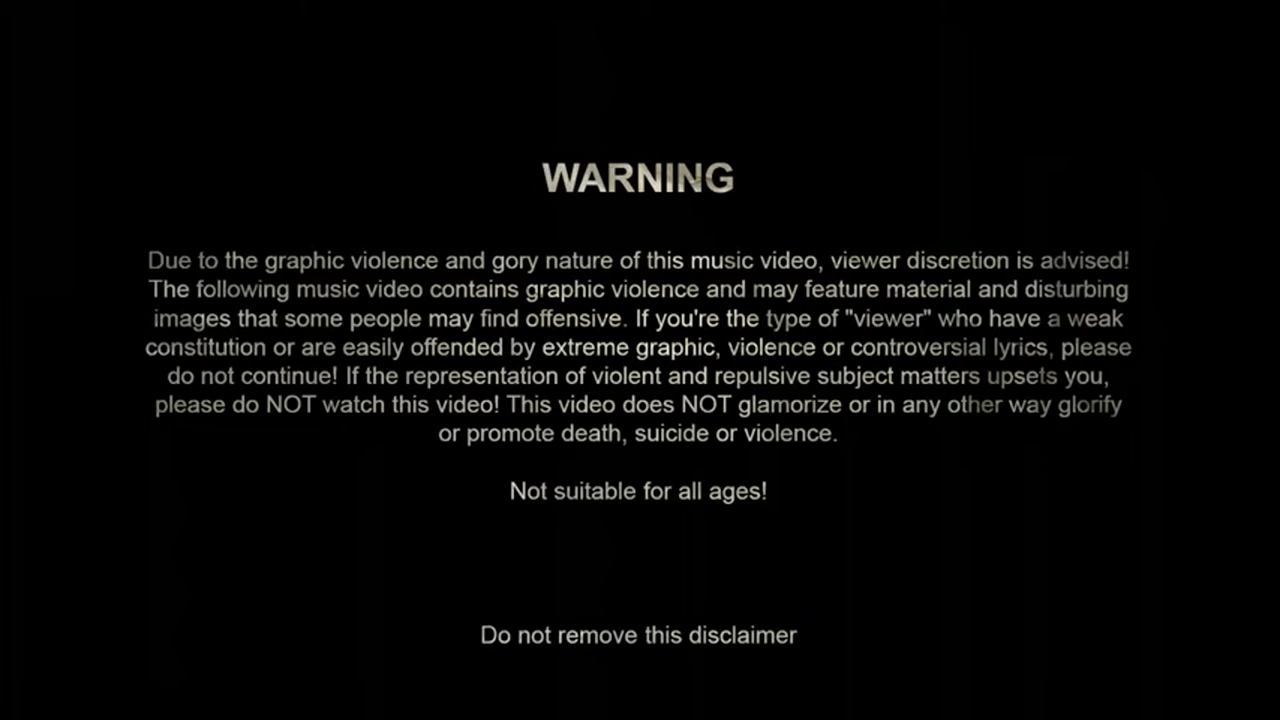 WARNING
Due to the graphic violence and gory nature of this music video, viewer discretion is advised!
The following music video contains graphic violence and may feature material and disturbing
images that some people may find offensive. If you're the type of "viewer" who have a weak
constitution or are easily offended by extreme graphic, violence or controversial lyrics, please
do not continue! If the representation of violent and repulsive subject matters upsets you,
please do NOT watch this video! This video does NOT glamorize or in any other way glorify
or promote death, suicide or violence.
Not suitable for all ages!
Do not remove this disclaimer